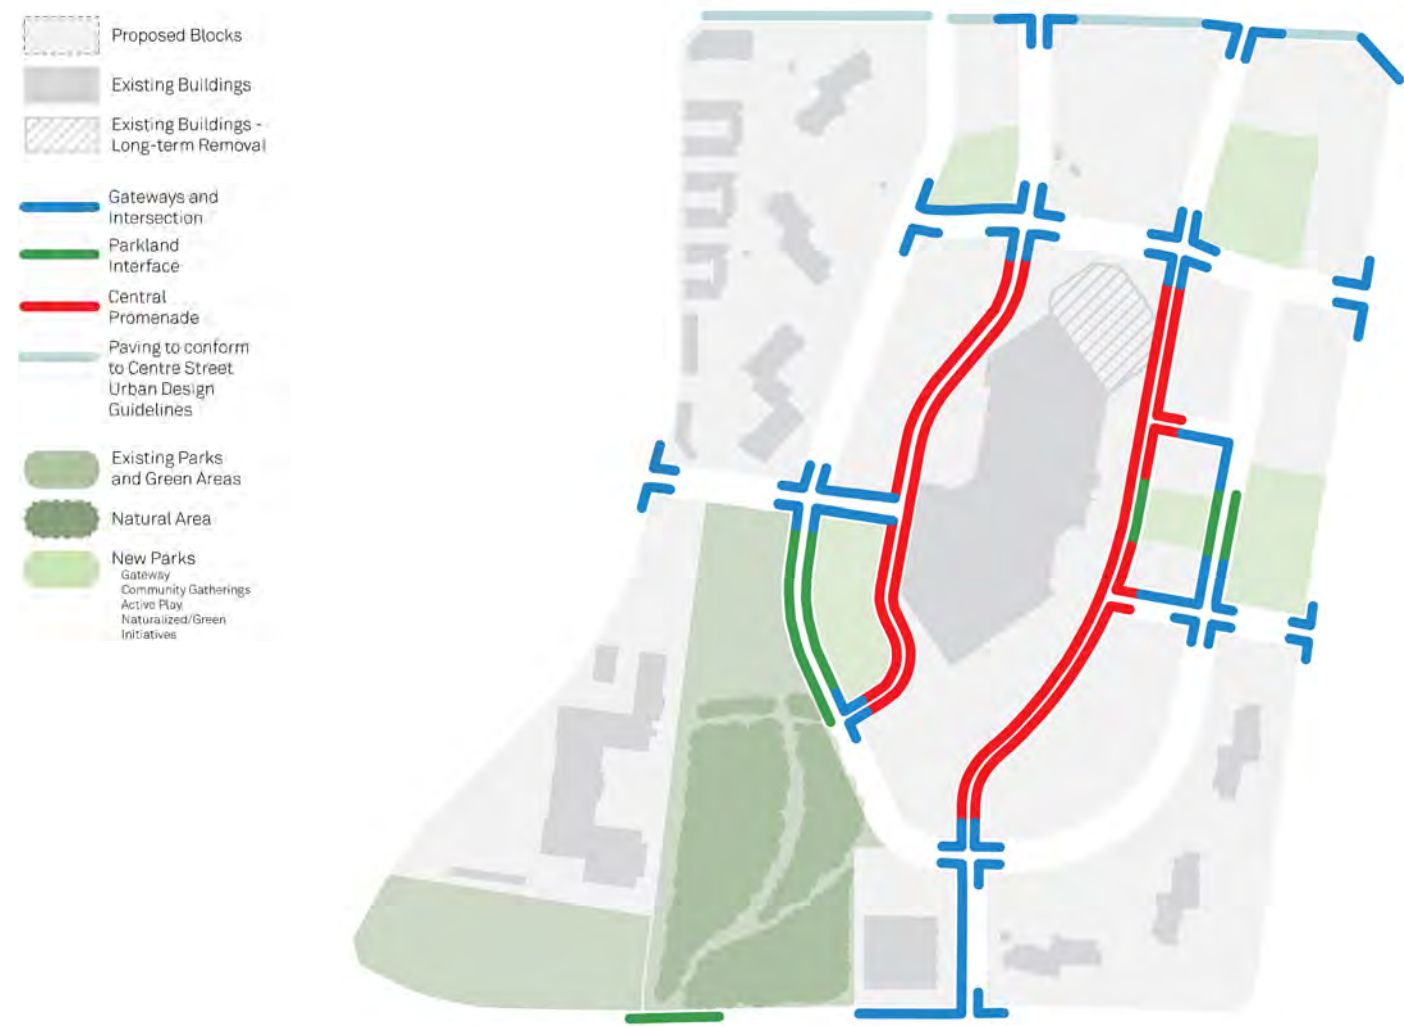 Proposed Blocks
Existing Buildings
Existing Buildings -
Long-term Removal
Gateways and
Intersection
Parkland
Interface
Central
Promenade
Paving to conform
to Centre Street
Urban Design
Guidelines
Existing Parks
and Green Areas
Natural Area
New Parks
Gateway
Community Gatherings
Active Play
Naturalized/Green
Initiatives